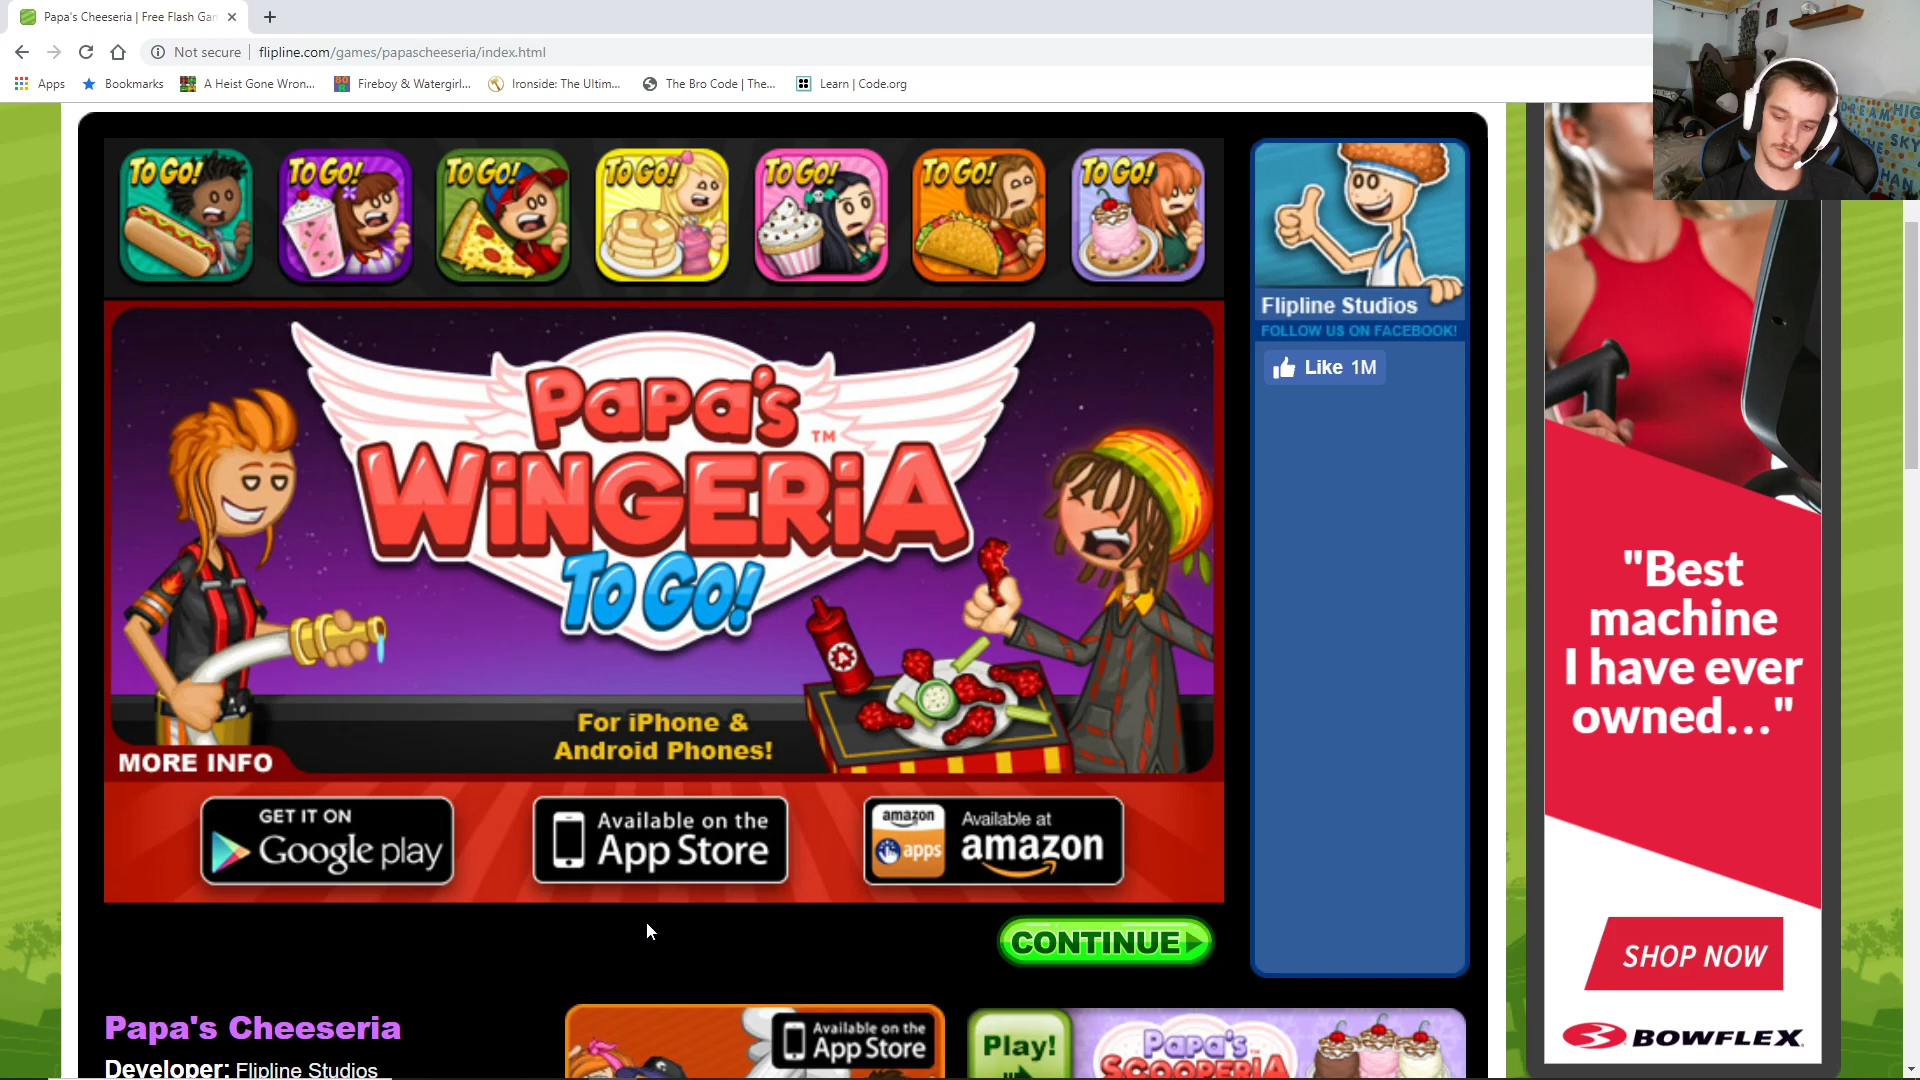 Papa's Cheeseria | Free Flash Gam
Not secure
flipline.com/games/papascheeseria/index.html
Apps
Bookmarks
A Heist Gone Wron...
Fireboy & Watergirl...
Ironside: The Ultim...
The Bro Code | The...
Learn | Code.org
DREAM HIG
SKY
TO GO!
TO GO!
TO GO!
TO GO!
TO GO!
TO GO!
TO GO!
Flipline Studios
FOLLOW US ON FACEBOOK!
Like 1M
Papa's
WiNGERiA
TM
To Go!
For iPhone &
Android Phones!
MORE INFO
GET IT ON
Google play
Available on the
App Store
amazon
apps
Available at
amazon
CONTINUE
"Best
machine
I have ever
owned..."
SHOP NOW
BOWFLEX
Papa's Cheeseria
Developer: Flipline Studios
Available on the
App Store
Play!
Papa's
SCOOPERIA